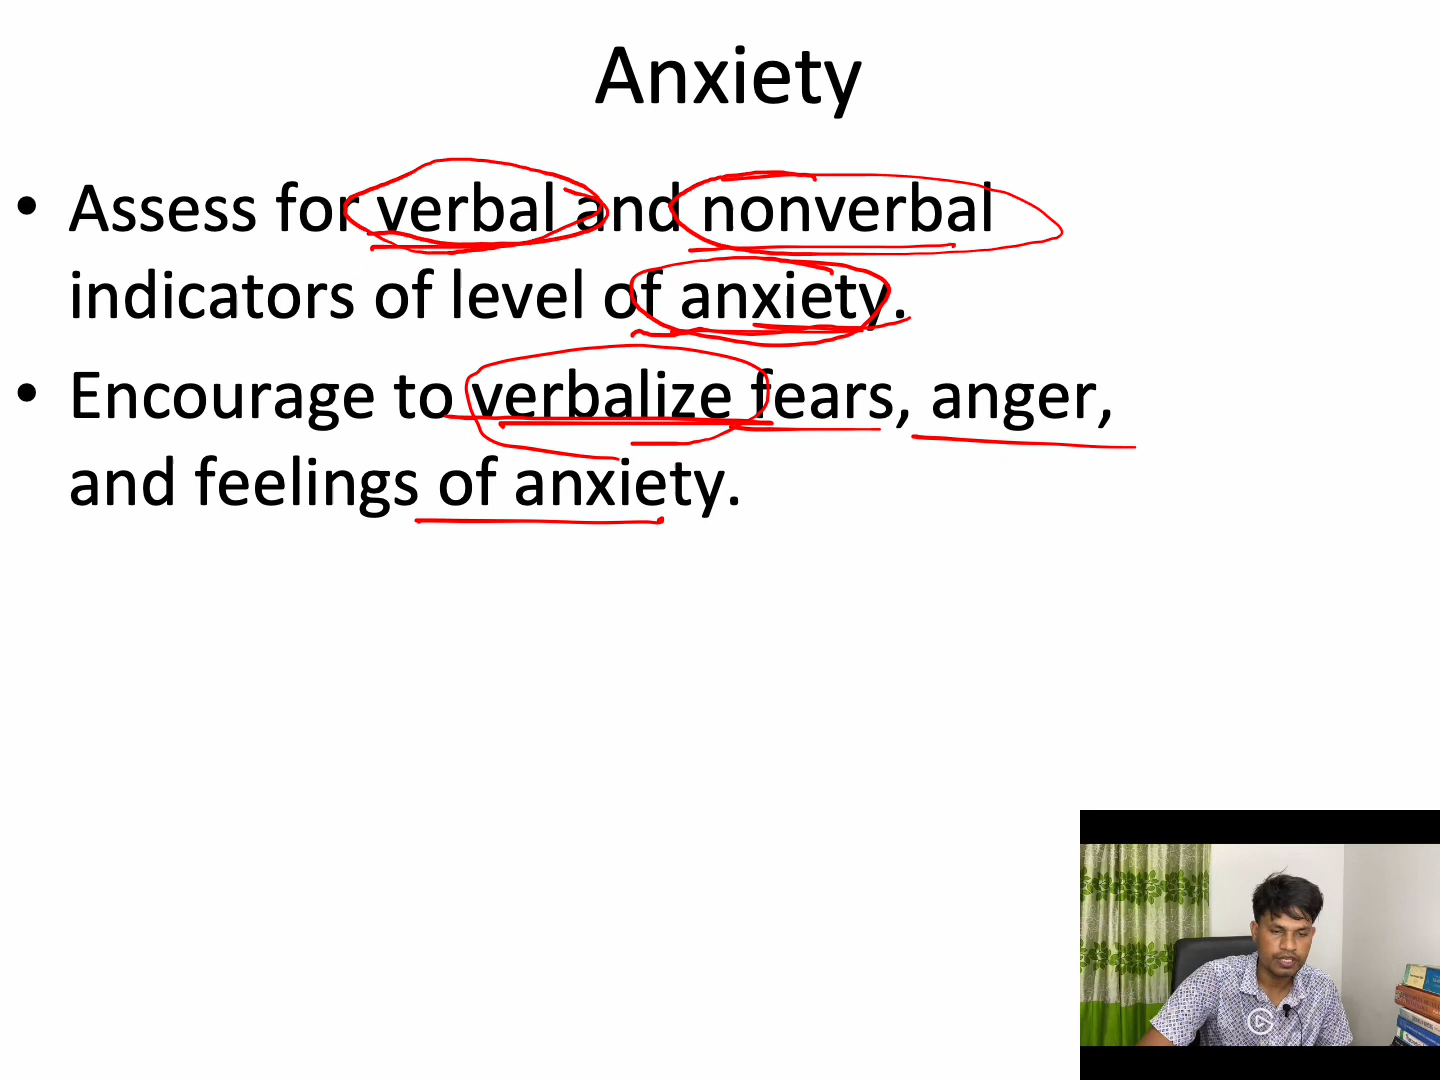 Anxiety
• Assess for verbal and nonverbal
indicators of level of anxiety.
• Encourage to verbalize fears, anger,
and feelings of anxiety.